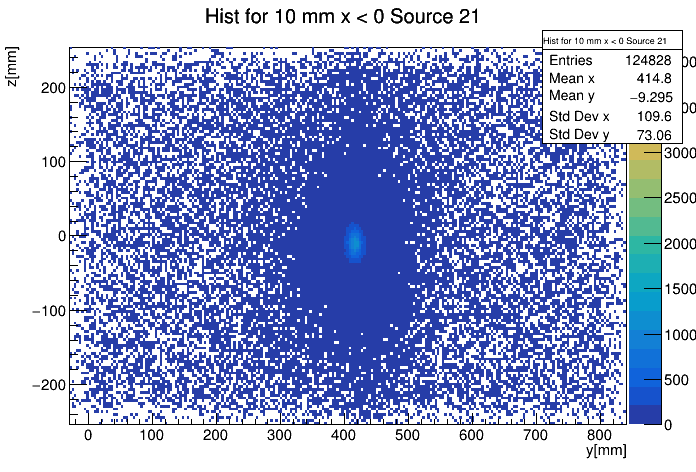 Hist for 10 mm x < 0 Source 21
Hist for 10 mm x < 0 Source 21
Entries 124828
Mean x 414.8
Mean y −9.295
Std Dev x 109.6
Std Dev y 73.06
z[mm]
200
100
0
−100
−200
0 100 200 300 400 500 600 700 800
y[mm]
3000
2500
2000
1500
1000
500
0